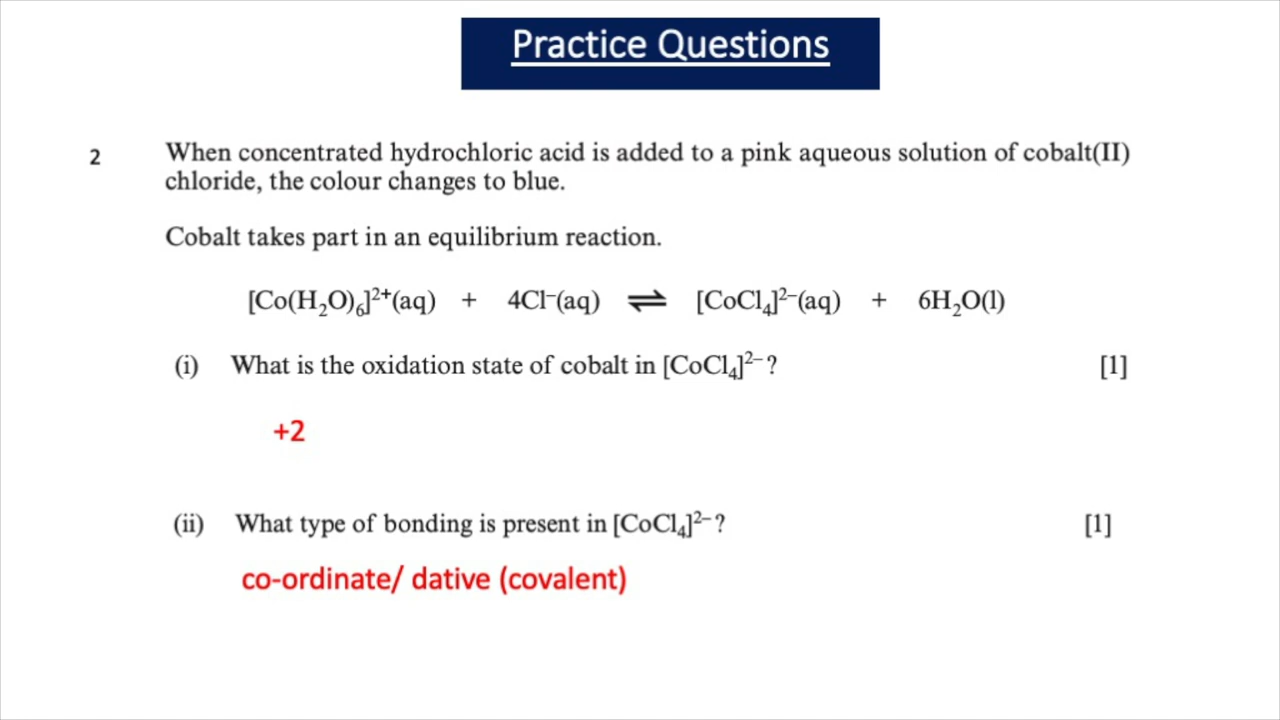 Practice Questions
2 When concentrated hydrochloric acid is added to a pink aqueous solution of cobalt(II)
chloride, the colour changes to blue.
Cobalt takes part in an equilibrium reaction.
[Co(H₂O)₆]²⁺(aq) + 4Cl⁻(aq) ⇌ [CoCl₄]²⁻(aq) + 6H₂O(l)
(i) What is the oxidation state of cobalt in [CoCl₄]²⁻? [1]
+2
(ii) What type of bonding is present in [CoCl₄]²⁻? [1]
co-ordinate/ dative (covalent)